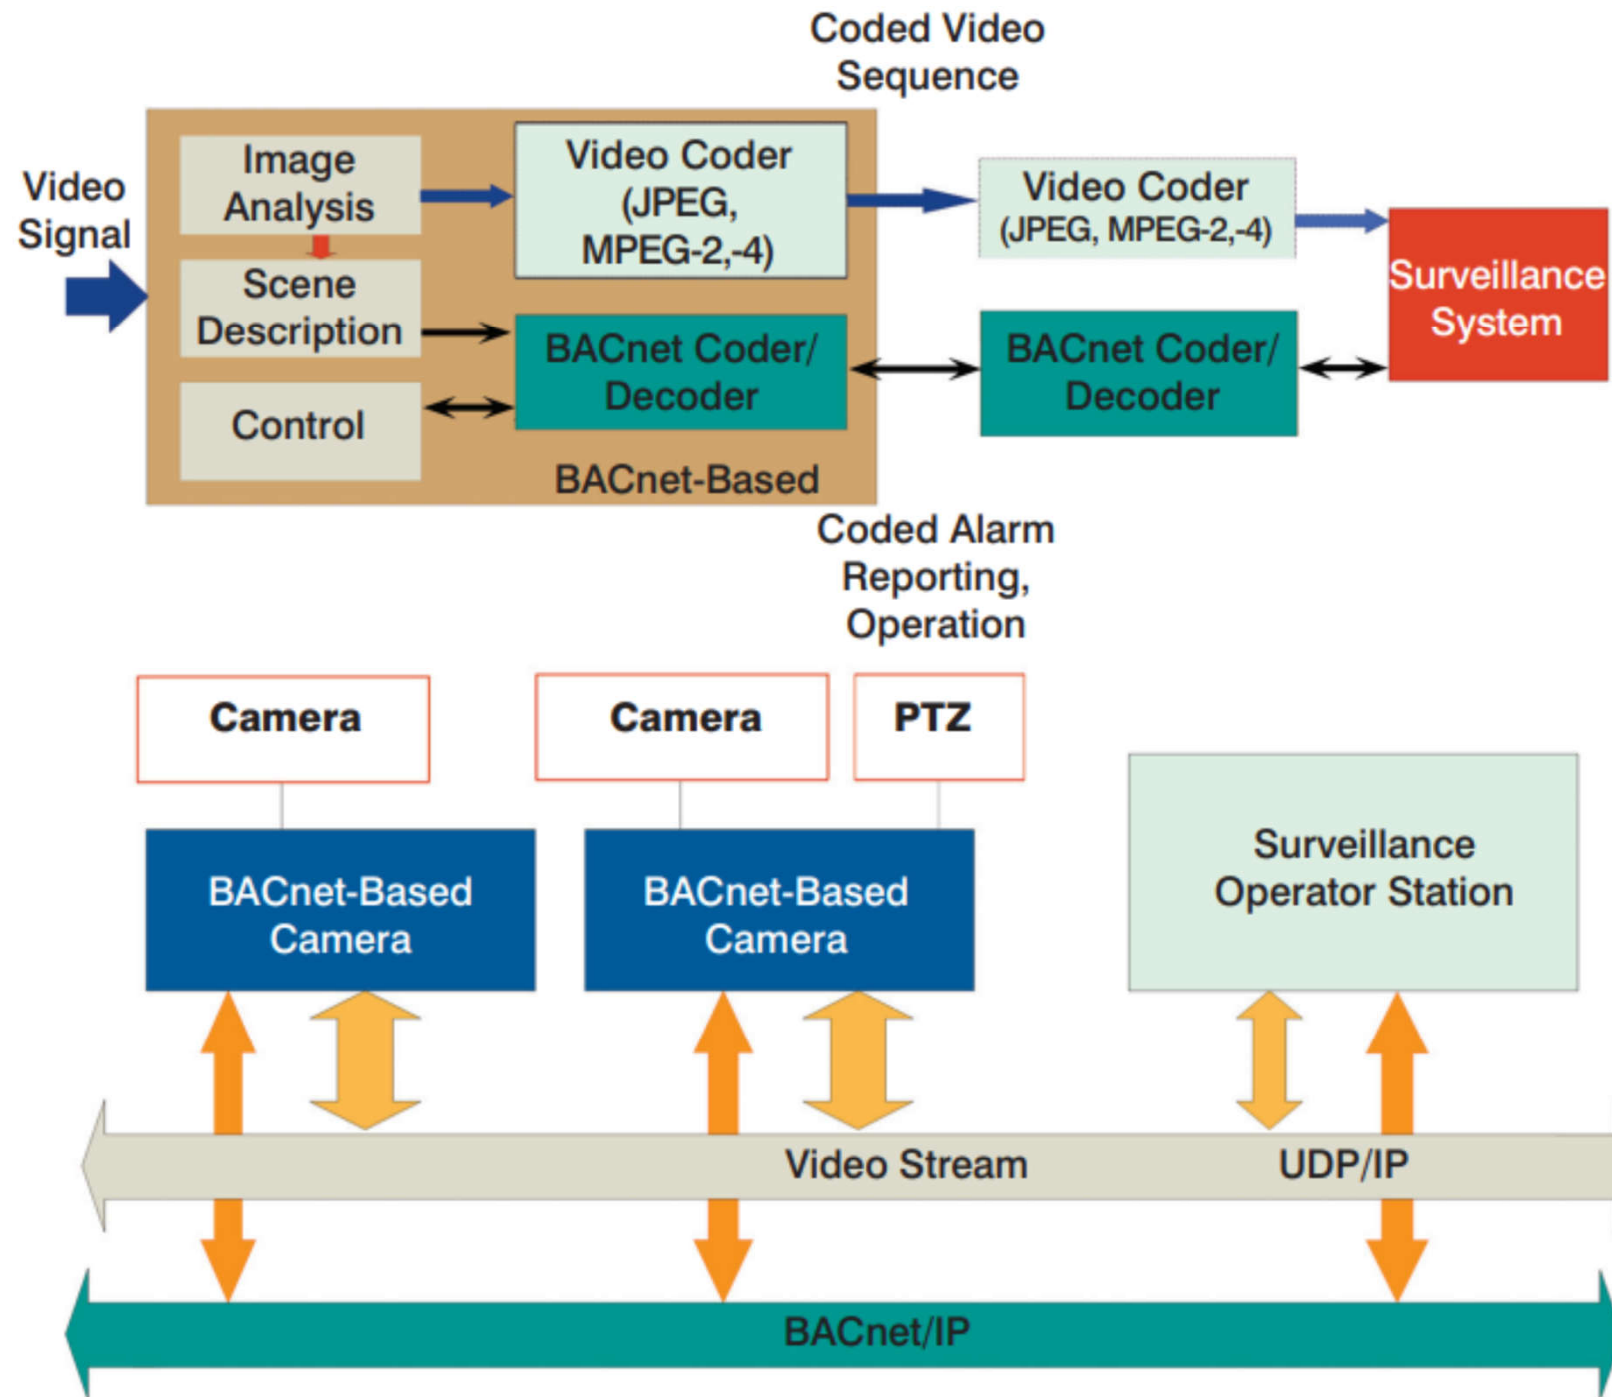 Coded Video
Sequence
Video
Signal
Image
Analysis
Scene
Description
Control
Video Coder
(JPEG,
MPEG-2,-4)
BACnet Coder/
Decoder
BACnet-Based
Video Coder
(JPEG, MPEG-2,-4)
BACnet Coder/
Decoder
Surveillance
System
Coded Alarm
Reporting,
Operation
Camera
Camera
PTZ
BACnet-Based
Camera
BACnet-Based
Camera
Surveillance
Operator Station
Video Stream
UDP/IP
BACnet/IP